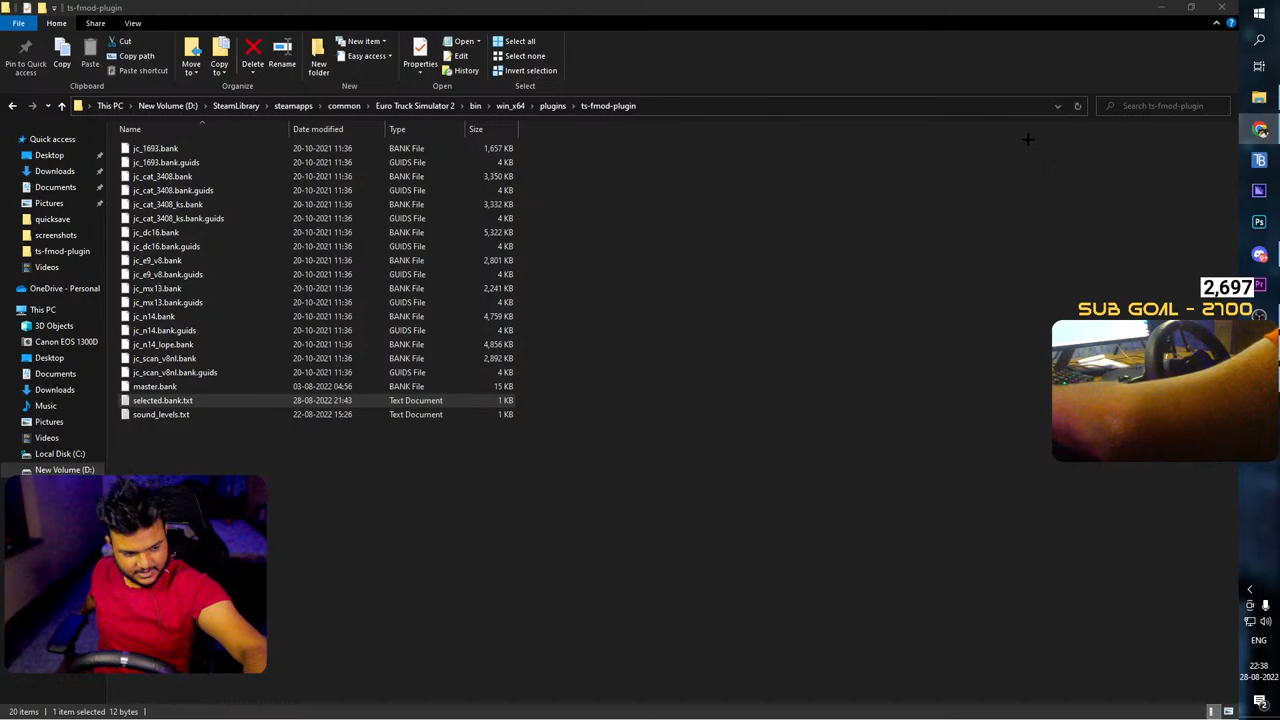 ts-fmod-plugin
File
Home
Share
View
Pin to Quick access
Copy
Paste
Cut
Copy path
Paste shortcut
Move to
Copy to
Delete
Rename
New folder
New item
Easy access
Properties
Open
Edit
History
Select all
Select none
Invert selection
Clipboard
Organize
New
Open
Select
This PC > New Volume (D:) > SteamLibrary > steamapps > common > Euro Truck Simulator 2 > bin > win_x64 > plugins > ts-fmod-plugin
Search ts-fmod-plugin
Name Date modified Type Size
jc_1693.bank 20-10-2021 11:36 BANK File 1,657 KB
jc_1693.bank.guids 20-10-2021 11:36 GUIDS File 4 KB
jc_cat_3408.bank 20-10-2021 11:36 BANK File 3,350 KB
jc_cat_3408.bank.guids 20-10-2021 11:36 GUIDS File 4 KB
jc_cat_3408_ks.bank 20-10-2021 11:36 BANK File 3,332 KB
jc_cat_3408_ks.bank.guids 20-10-2021 11:36 GUIDS File 4 KB
jc_dc16.bank 20-10-2021 11:36 BANK File 5,322 KB
jc_dc16.bank.guids 20-10-2021 11:36 GUIDS File 4 KB
jc_e9_v8.bank 20-10-2021 11:36 BANK File 2,801 KB
jc_e9_v8.bank.guids 20-10-2021 11:36 GUIDS File 4 KB
jc_mx13.bank 20-10-2021 11:36 BANK File 2,241 KB
jc_mx13.bank.guids 20-10-2021 11:36 GUIDS File 4 KB
jc_n14.bank 20-10-2021 11:36 BANK File 4,759 KB
jc_n14.bank.guids 20-10-2021 11:36 GUIDS File 4 KB
jc_n14_lope.bank 20-10-2021 11:36 BANK File 4,856 KB
jc_scan_v8nl.bank 20-10-2021 11:36 BANK File 2,892 KB
jc_scan_v8nl.bank.guids 20-10-2021 11:36 GUIDS File 4 KB
master.bank 03-08-2022 04:56 BANK File 15 KB
selected.bank.txt 28-08-2022 21:43 Text Document 1 KB
sound_levels.txt 22-08-2022 15:26 Text Document 1 KB
Quick access
Desktop
Downloads
Documents
Pictures
quicksave
screenshots
ts-fmod-plugin
Videos
OneDrive - Personal
This PC
3D Objects
Canon EOS 1300D
Desktop
Documents
Downloads
Music
Pictures
Videos
Local Disk (C:)
New Volume (D:)
TB
Ps
Pr
2,697
SUB GOAL - 2700
ENG
22:38
28-08-2022
2
20 items
1 item selected 12 bytes